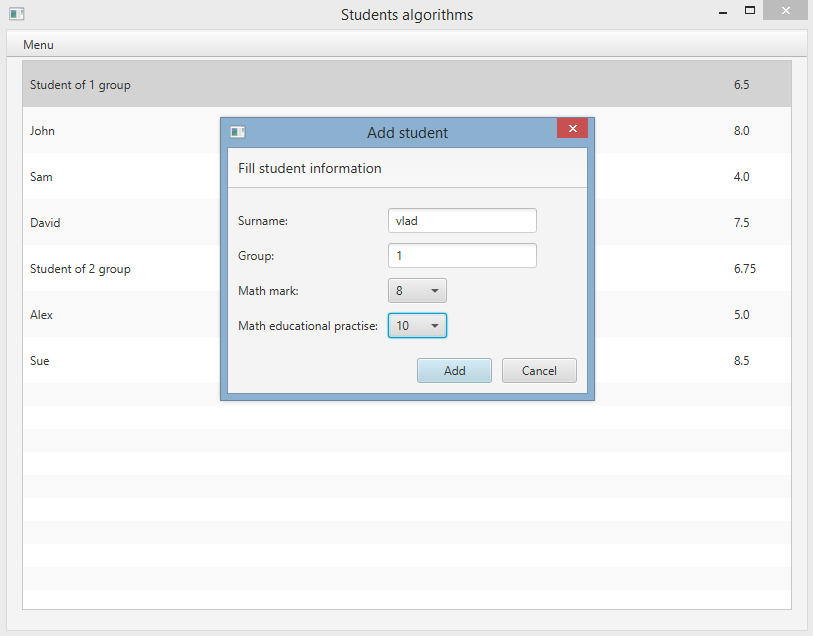 Students algorithms
Menu
Student of 1 group 6.5
John 8.0
Sam 4.0
David 7.5
Student of 2 group 6.75
Alex 5.0
Sue 8.5
Add student
Fill student information
Surname: vlad
Group: 1
Math mark: 8
Math educational practise: 10
Add Cancel